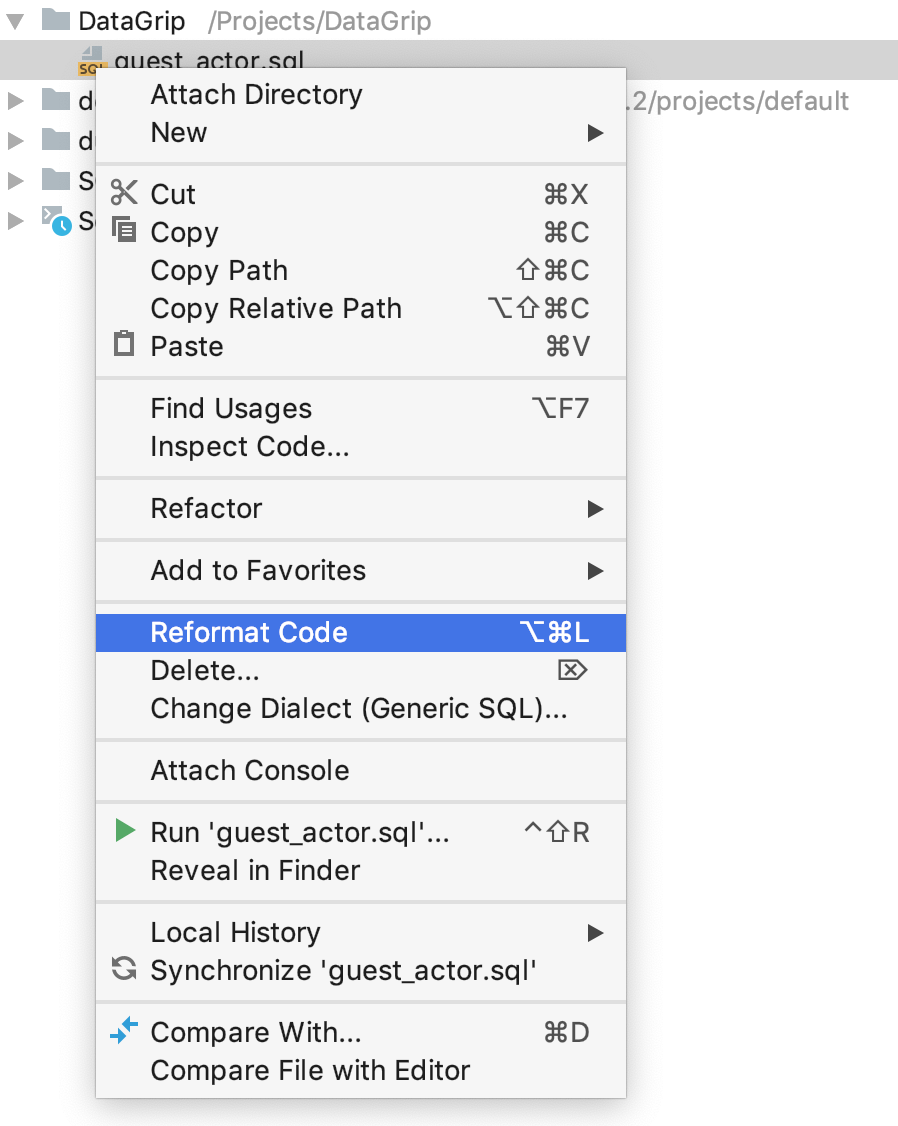 DataGrip /Projects/DataGrip
SQL guest_actor.sql
.2/projects/default
Attach Directory
New
Cut ⌘X
Copy ⌘C
Copy Path ⇧⌘C
Copy Relative Path ⌥⇧⌘C
Paste ⌘V
Find Usages ⌥F7
Inspect Code...
Refactor
Add to Favorites
Reformat Code ⌥⌘L
Delete... ⌦
Change Dialect (Generic SQL)...
Attach Console
Run 'guest_actor.sql'... ^⇧R
Reveal in Finder
Local History
Synchronize 'guest_actor.sql'
Compare With... ⌘D
Compare File with Editor